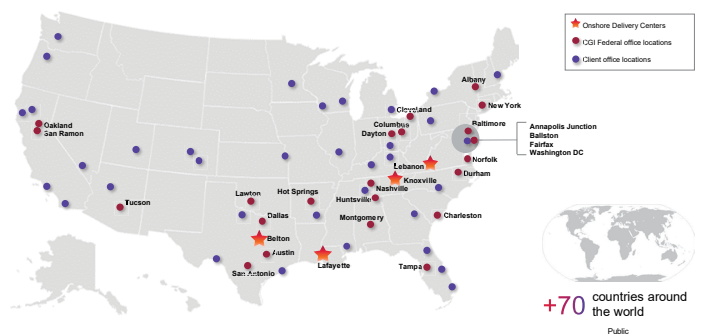 Onshore Delivery Centers
CGI Federal office locations
Client office locations
Albany
New York
Cleveland
Columbus
Dayton
Baltimore
Annapolis Junction
Ballston
Fairfax
Washington DC
Oakland
San Ramon
Norfolk
Lebanon
Durham
Knoxville
Nashville
Tucson
Lawton
Hot Springs
Huntsville
Dallas
Montgomery
Charleston
Belton
Austin
San Antonio
Lafayette
Tampa
+70 countries around
the world
Public